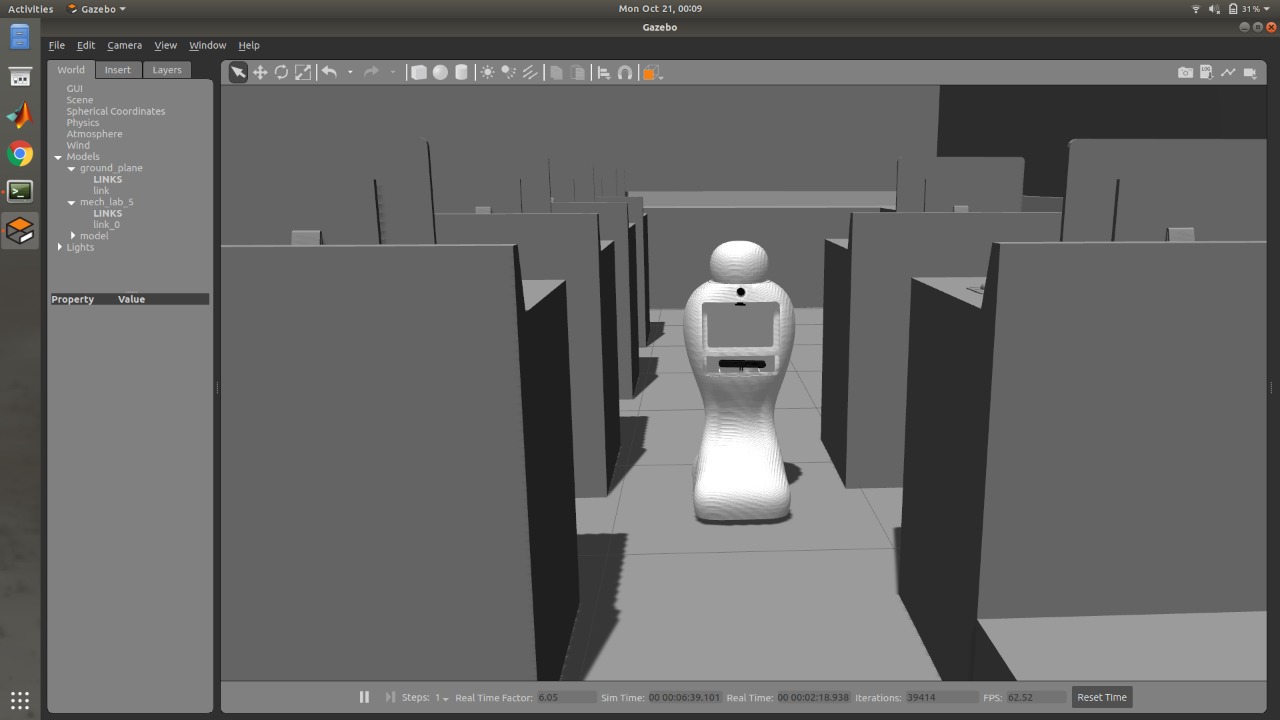 Activities Gazebo Mon Oct 21, 00:09 31%
Gazebo
File Edit Camera View Window Help
World Insert Layers
GUI
Scene
Spherical Coordinates
Physics
Atmosphere
Wind
Models
ground_plane
LINKS
link
mech_lab_5
LINKS
link_0
model
Lights
Property Value
Steps: 1 Real Time Factor: 6.05 Sim Time: 00 00:06:39.101 Real Time: 00 00:02:18.938 Iterations: 39414 FPS: 62.52 Reset Time